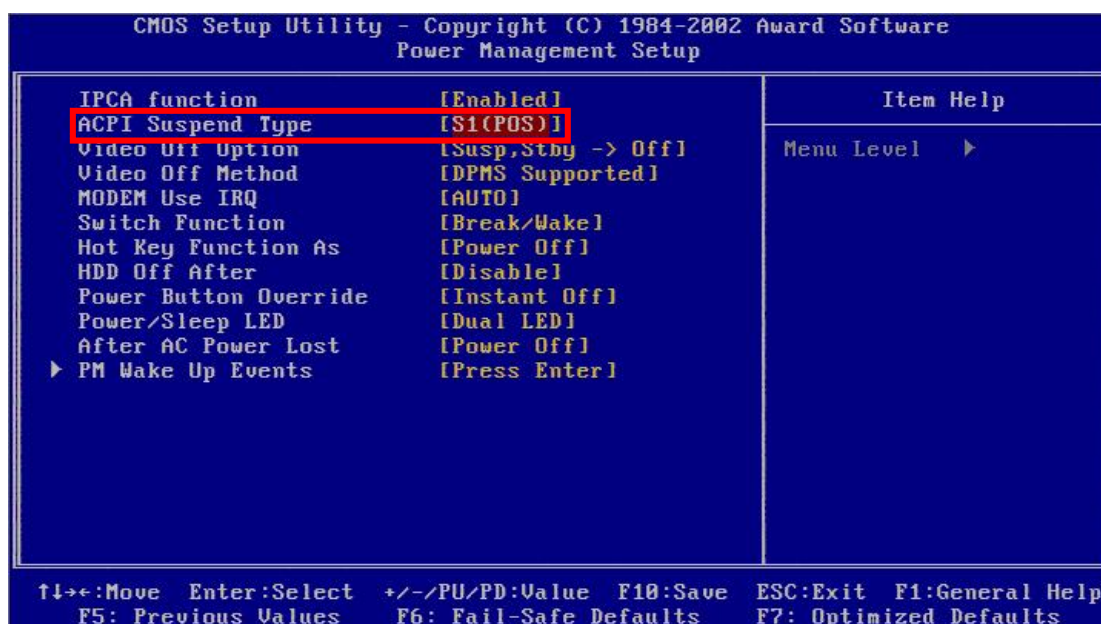 CMOS Setup Utility - Copyright (C) 1984-2002 Award Software
Power Management Setup
IPCA function [Enabled]
ACPI Suspend Type [S1(POS)]
Video Off Option [Susp,Stby -> Off]
Video Off Method [DPMS Supported]
MODEM Use IRQ [AUTO]
Switch Function [Break/Wake]
Hot Key Function As [Power Off]
HDD Off After [Disable]
Power Button Override [Instant Off]
Power/Sleep LED [Dual LED]
After AC Power Lost [Power Off]
▶ PM Wake Up Events [Press Enter]
Item Help
Menu Level ▶
↑↓→←:Move Enter:Select +/-/PU/PD:Value F10:Save ESC:Exit F1:General Help
F5: Previous Values F6: Fail-Safe Defaults F7: Optimized Defaults